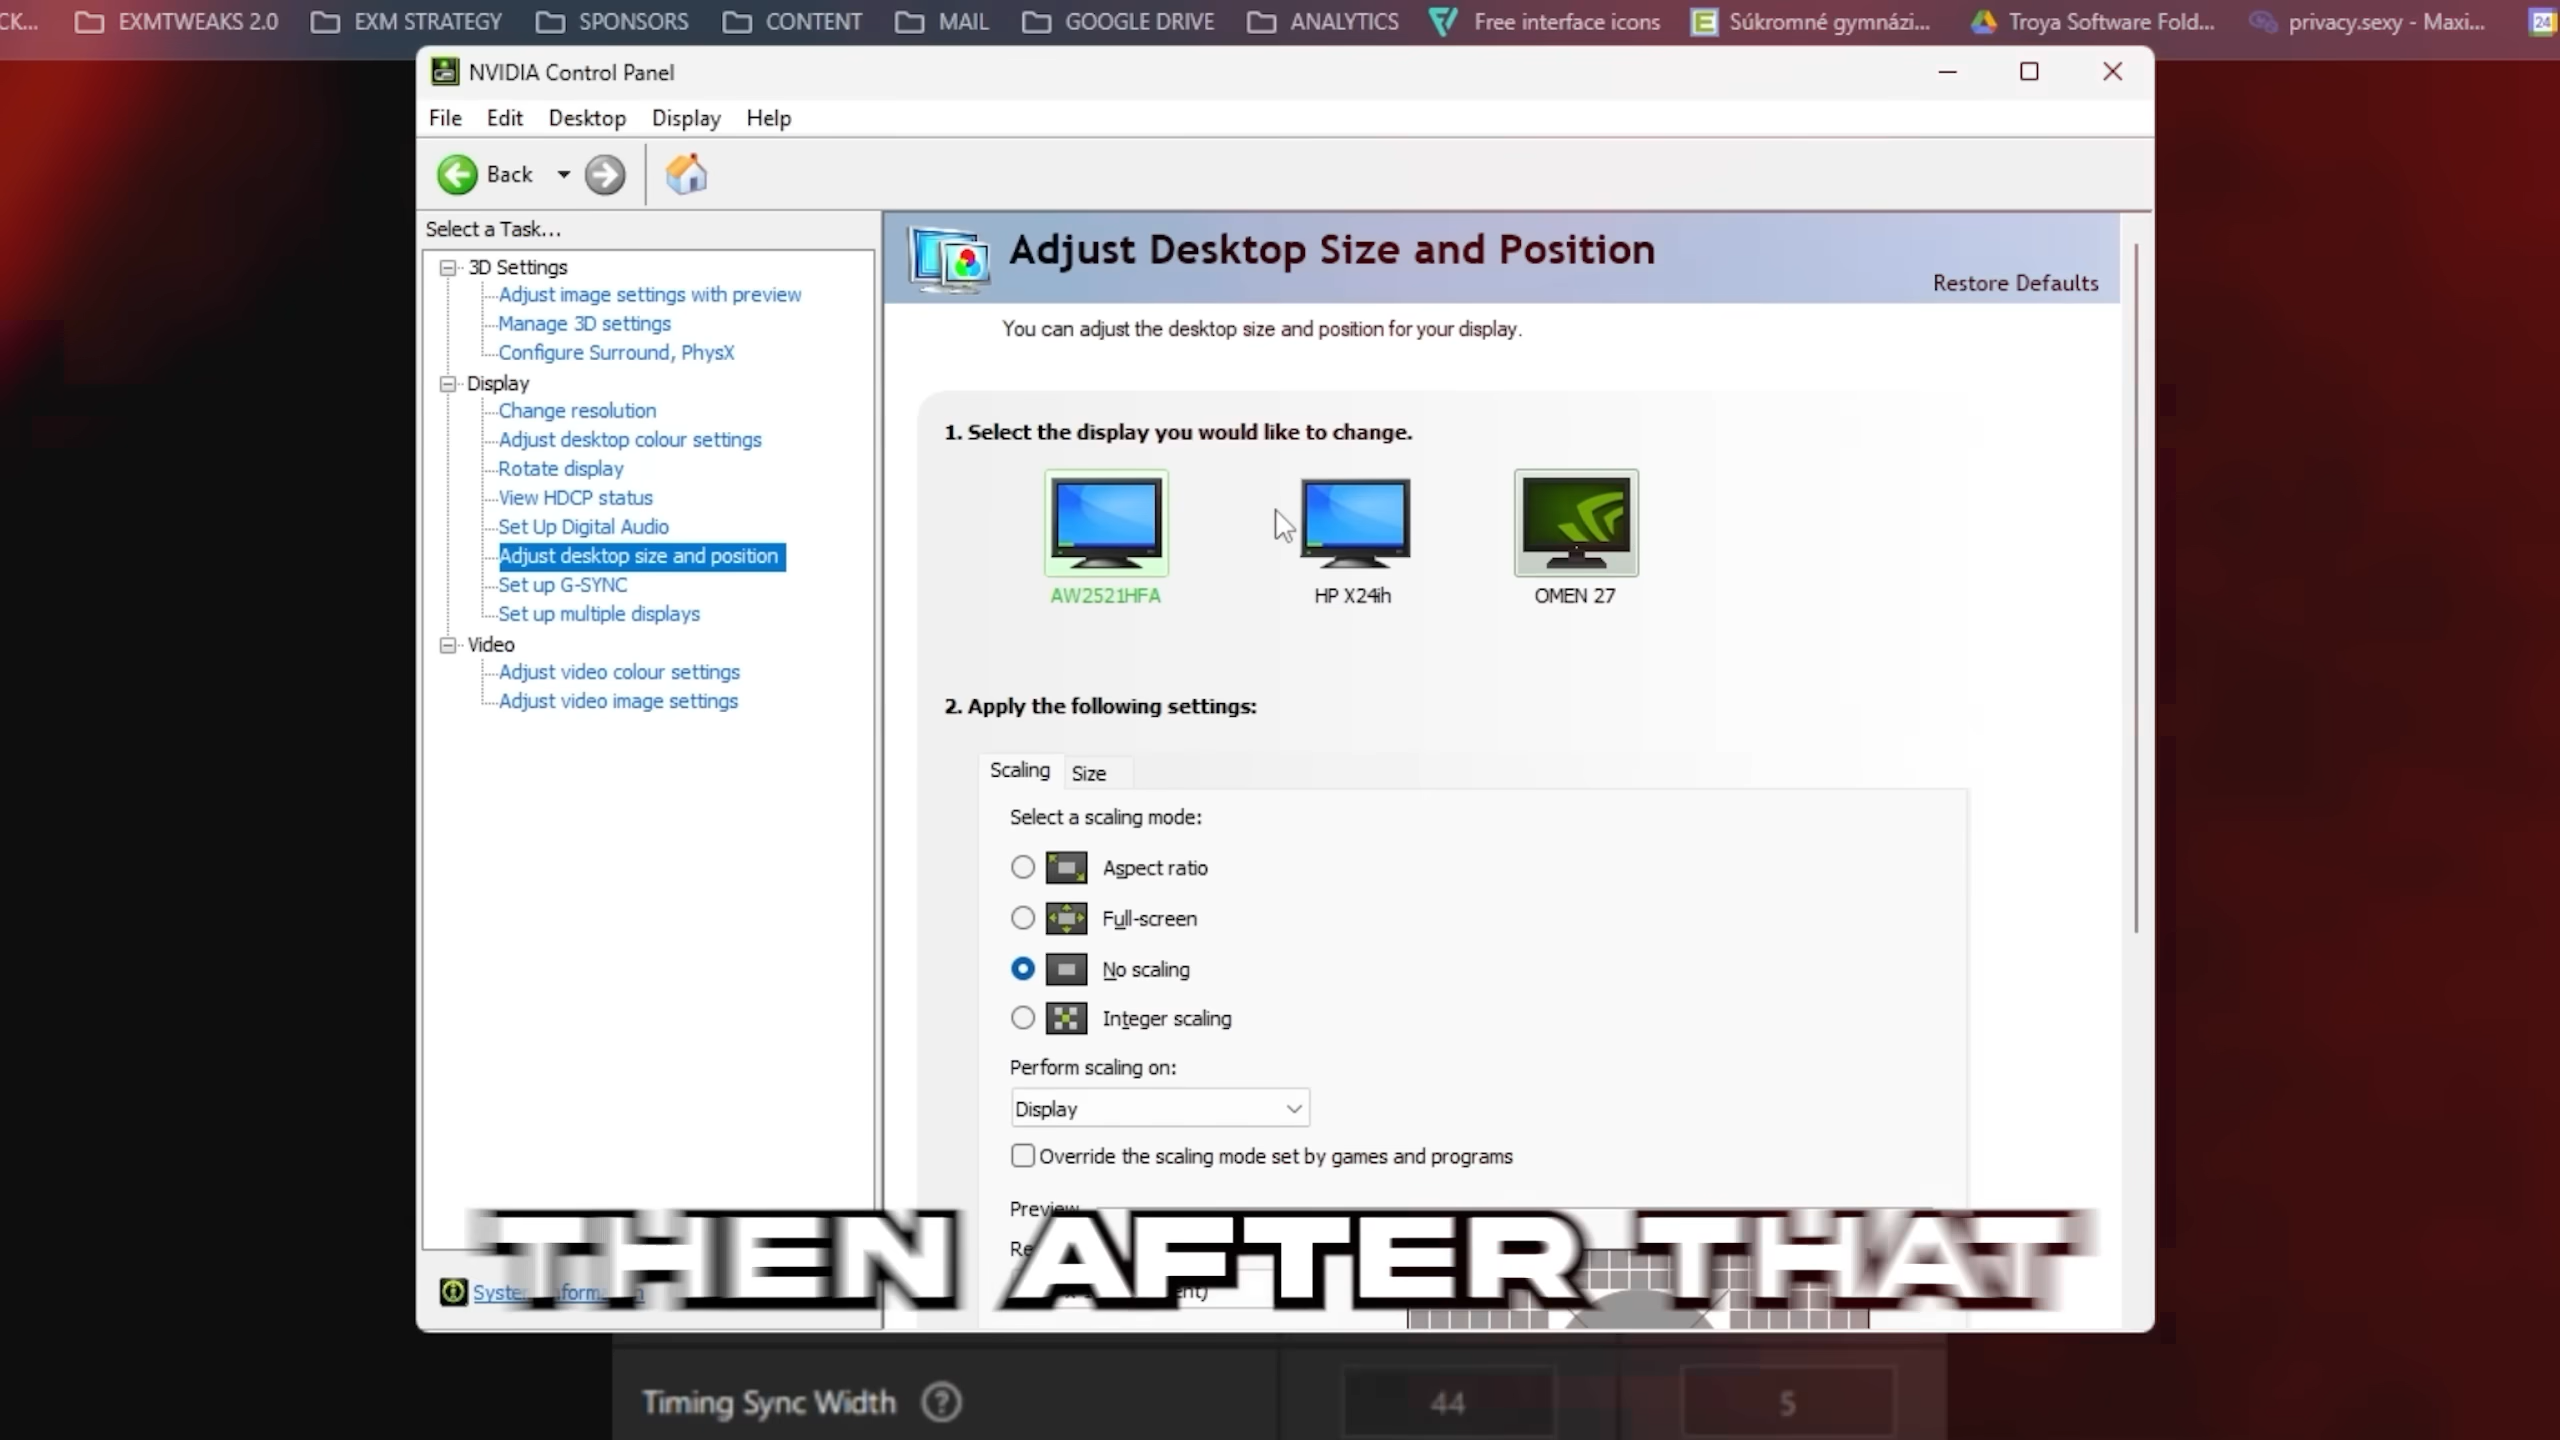 CK...
EXMTWEAKS 2.0
EXM STRATEGY
SPONSORS
CONTENT
MAIL
GOOGLE DRIVE
ANALYTICS
Free interface icons
Súkromné gymnázi...
Troya Software Fold...
privacy.sexy - Maxi...
24
NVIDIA Control Panel
File Edit Desktop Display Help
Back
Select a Task...
3D Settings
Adjust image settings with preview
Manage 3D settings
Configure Surround, PhysX
Display
Change resolution
Adjust desktop colour settings
Rotate display
View HDCP status
Set Up Digital Audio
Adjust desktop size and position
Set up G-SYNC
Set up multiple displays
Video
Adjust video colour settings
Adjust video image settings
Adjust Desktop Size and Position
Restore Defaults
You can adjust the desktop size and position for your display.
1. Select the display you would like to change.
AW2521HFA
HP X24ih
OMEN 27
2. Apply the following settings:
Scaling Size
Select a scaling mode:
Aspect ratio
Full-screen
No scaling
Integer scaling
Perform scaling on:
Display
Override the scaling mode set by games and programs
Preview
THEN AFTER THAT
Timing Sync Width 44 5